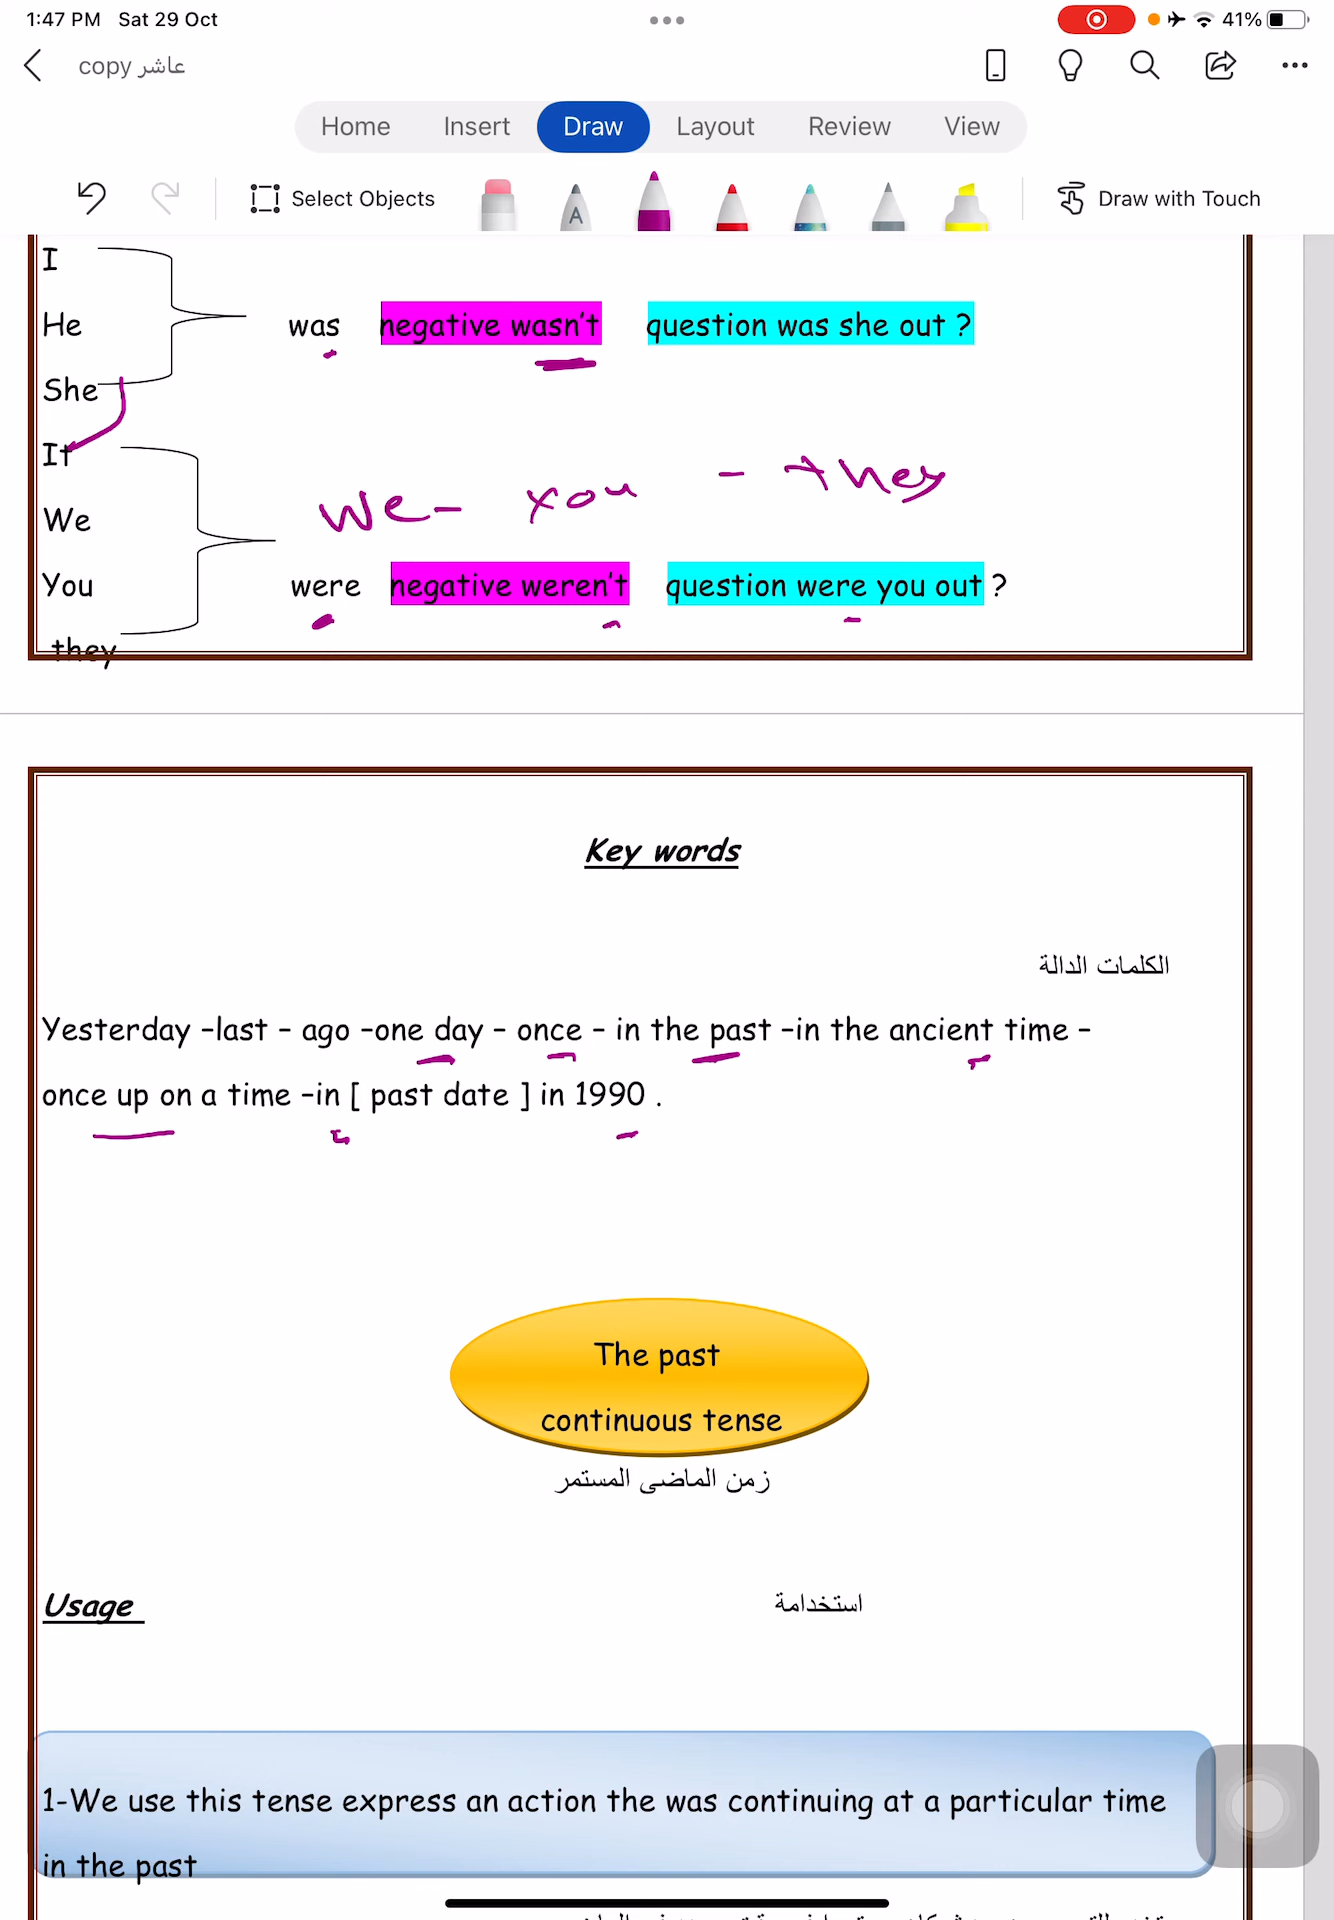 1:47 PM Sat 29 Oct
41%
copy عاشر
Home Insert Draw Layout Review View
Select Objects
A
Draw with Touch
I
He was negative wasn't question was she out ?
She
It
We - you - they
We
You were negative weren't question were you out ?
they
Key words
الكلمات الدالة
Yesterday -last - ago -one day - once - in the past -in the ancient time -
once up on a time -in [ past date ] in 1990 .
The past
continuous tense
زمن الماضى المستمر
Usage استخدامة
1-We use this tense express an action the was continuing at a particular time
in the past